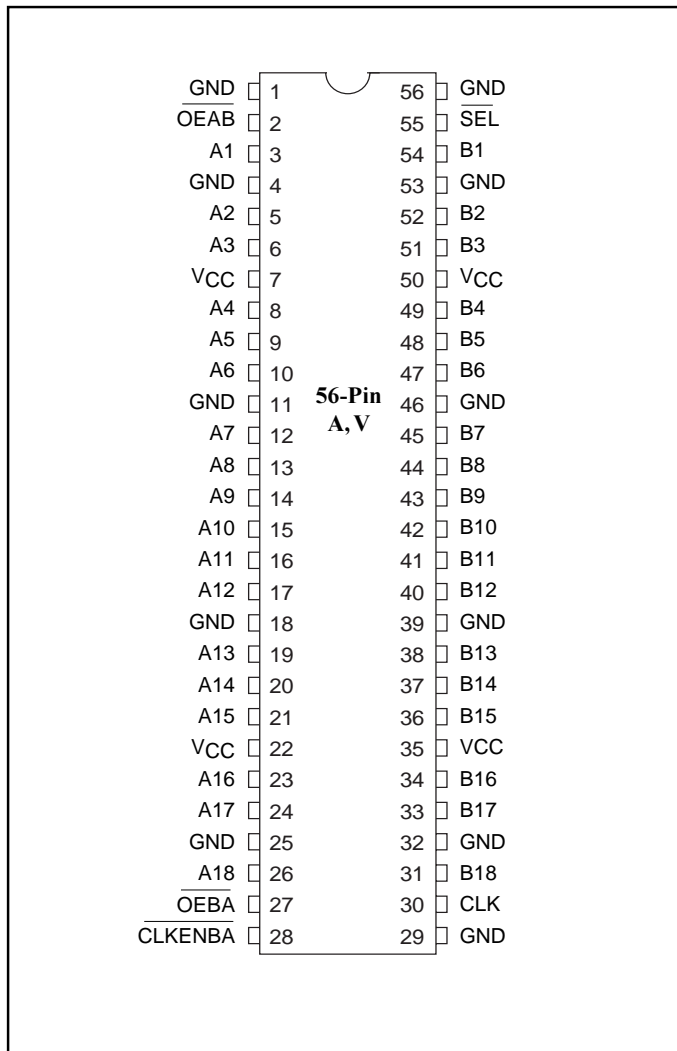 GND 1 56 GND
O̅E̅A̅B̅ 2 55 S̅E̅L̅
A1 3 54 B1
GND 4 53 GND
A2 5 52 B2
A3 6 51 B3
VCC 7 50 VCC
A4 8 49 B4
A5 9 48 B5
A6 10 47 B6
GND 11 56-Pin 46 GND
A7 12 A, V 45 B7
A8 13 44 B8
A9 14 43 B9
A10 15 42 B10
A11 16 41 B11
A12 17 40 B12
GND 18 39 GND
A13 19 38 B13
A14 20 37 B14
A15 21 36 B15
VCC 22 35 VCC
A16 23 34 B16
A17 24 33 B17
GND 25 32 GND
A18 26 31 B18
O̅E̅B̅A̅ 27 30 CLK
C̅L̅K̅E̅N̅B̅A̅ 28 29 GND